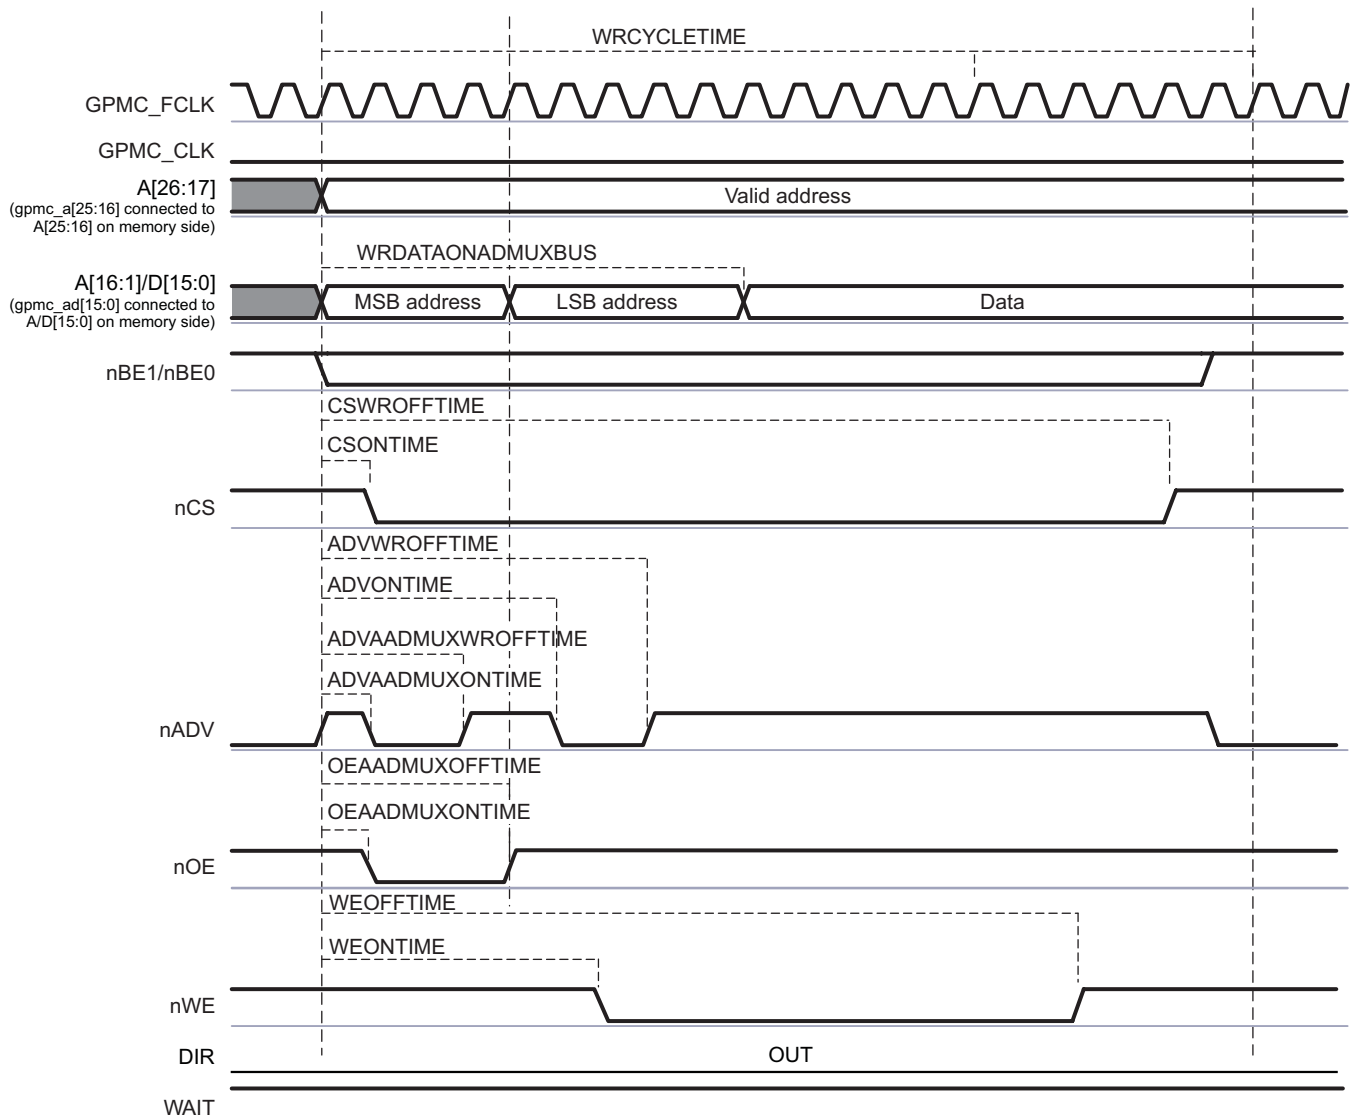 WRCYCLETIME
GPMC_FCLK
GPMC_CLK
A[26:17]
(gpmc_a[25:16] connected to
A[25:16] on memory side)
Valid address
WRDATAONADMUXBUS
A[16:1]/D[15:0]
(gpmc_ad[15:0] connected to
A/D[15:0] on memory side)
MSB address
LSB address
Data
nBE1/nBE0
CSWROFFTIME
CSONTIME
nCS
ADVWROFFTIME
ADVONTIME
ADVAADMUXWROFFTIME
ADVAADMUXONTIME
nADV
OEAADMUXOFFTIME
OEAADMUXONTIME
nOE
WEOFFTIME
WEONTIME
nWE
DIR
OUT
WAIT